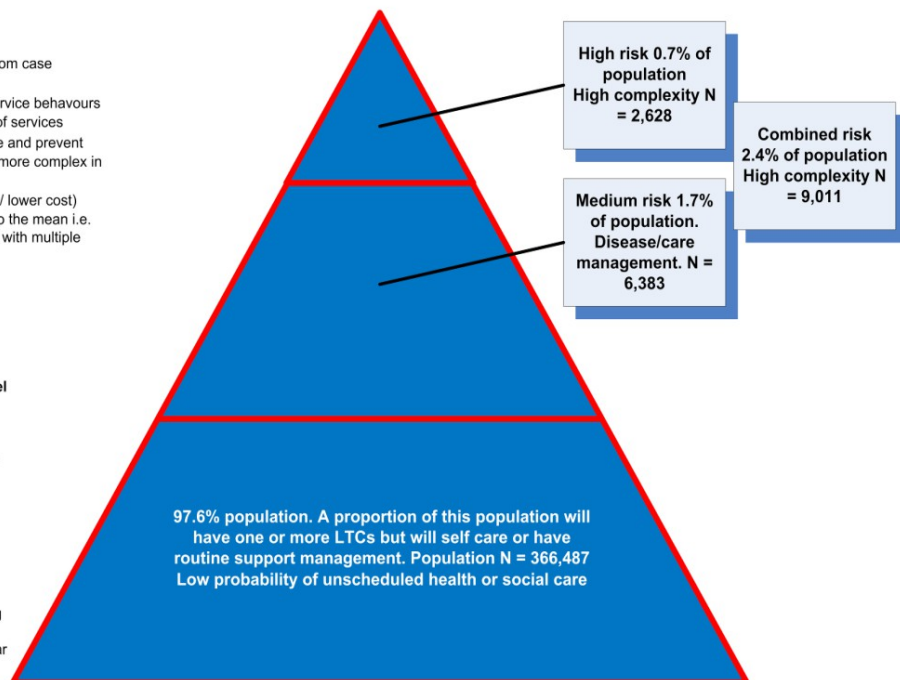 om case
rvice behavours
of services
e and prevent
more complex in
/ lower cost)
o the mean i.e.
with multiple
el
High risk 0.7% of
population
High complexity N
= 2,628
Combined risk
2.4% of population
High complexity N
= 9,011
Medium risk 1.7%
of population.
Disease/care
management. N =
6,383
97.6% population. A proportion of this population will
have one or more LTCs but will self care or have
routine support management. Population N = 366,487
Low probability of unscheduled health or social care